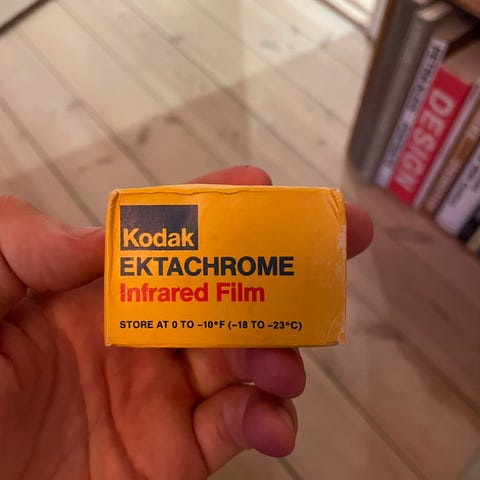 Kodak
EKTACHROME
Infrared Film
STORE AT 0 TO –10°F (–18 TO –23°C)
DESIGN